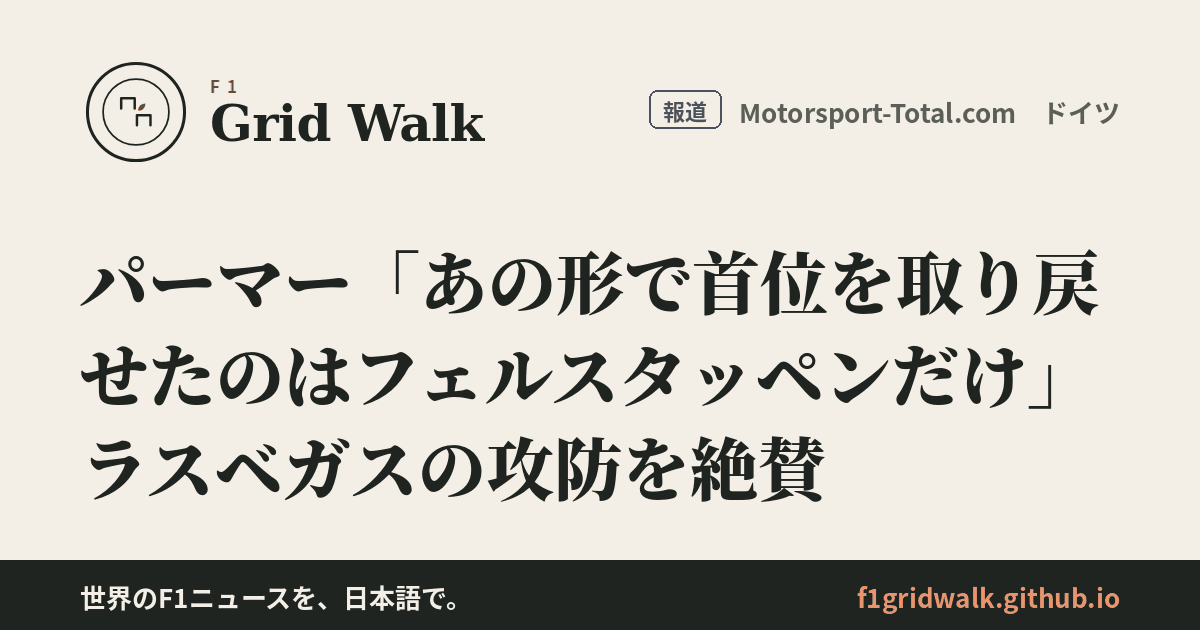 F1
Grid Walk
報道 Motorsport-Total.com ドイツ
パーマー「あの形で首位を取り戻
せたのはフェルスタッペンだけ」
ラスベガスの攻防を絶賛
世界のF1ニュースを、日本語で。
f1gridwalk.github.io